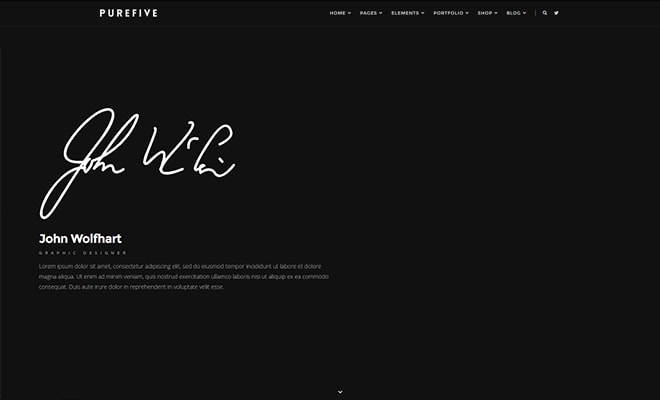 PUREFIVE
HOME PAGES ELEMENTS PORTFOLIO SHOP BLOG
John
John Wolfhart
GRAPHIC DESIGNER
Lorem ipsum dolor sit amet, consectetur adipiscing elit, sed do eiusmod tempor incididunt ut labore et dolore
magna aliqua. Ut enim ad minim veniam, quis nostrud exercitation ullamco laboris nisi ut aliquip ex ea commodo
consequat. Duis aute irure dolor in reprehenderit in voluptate velit esse.